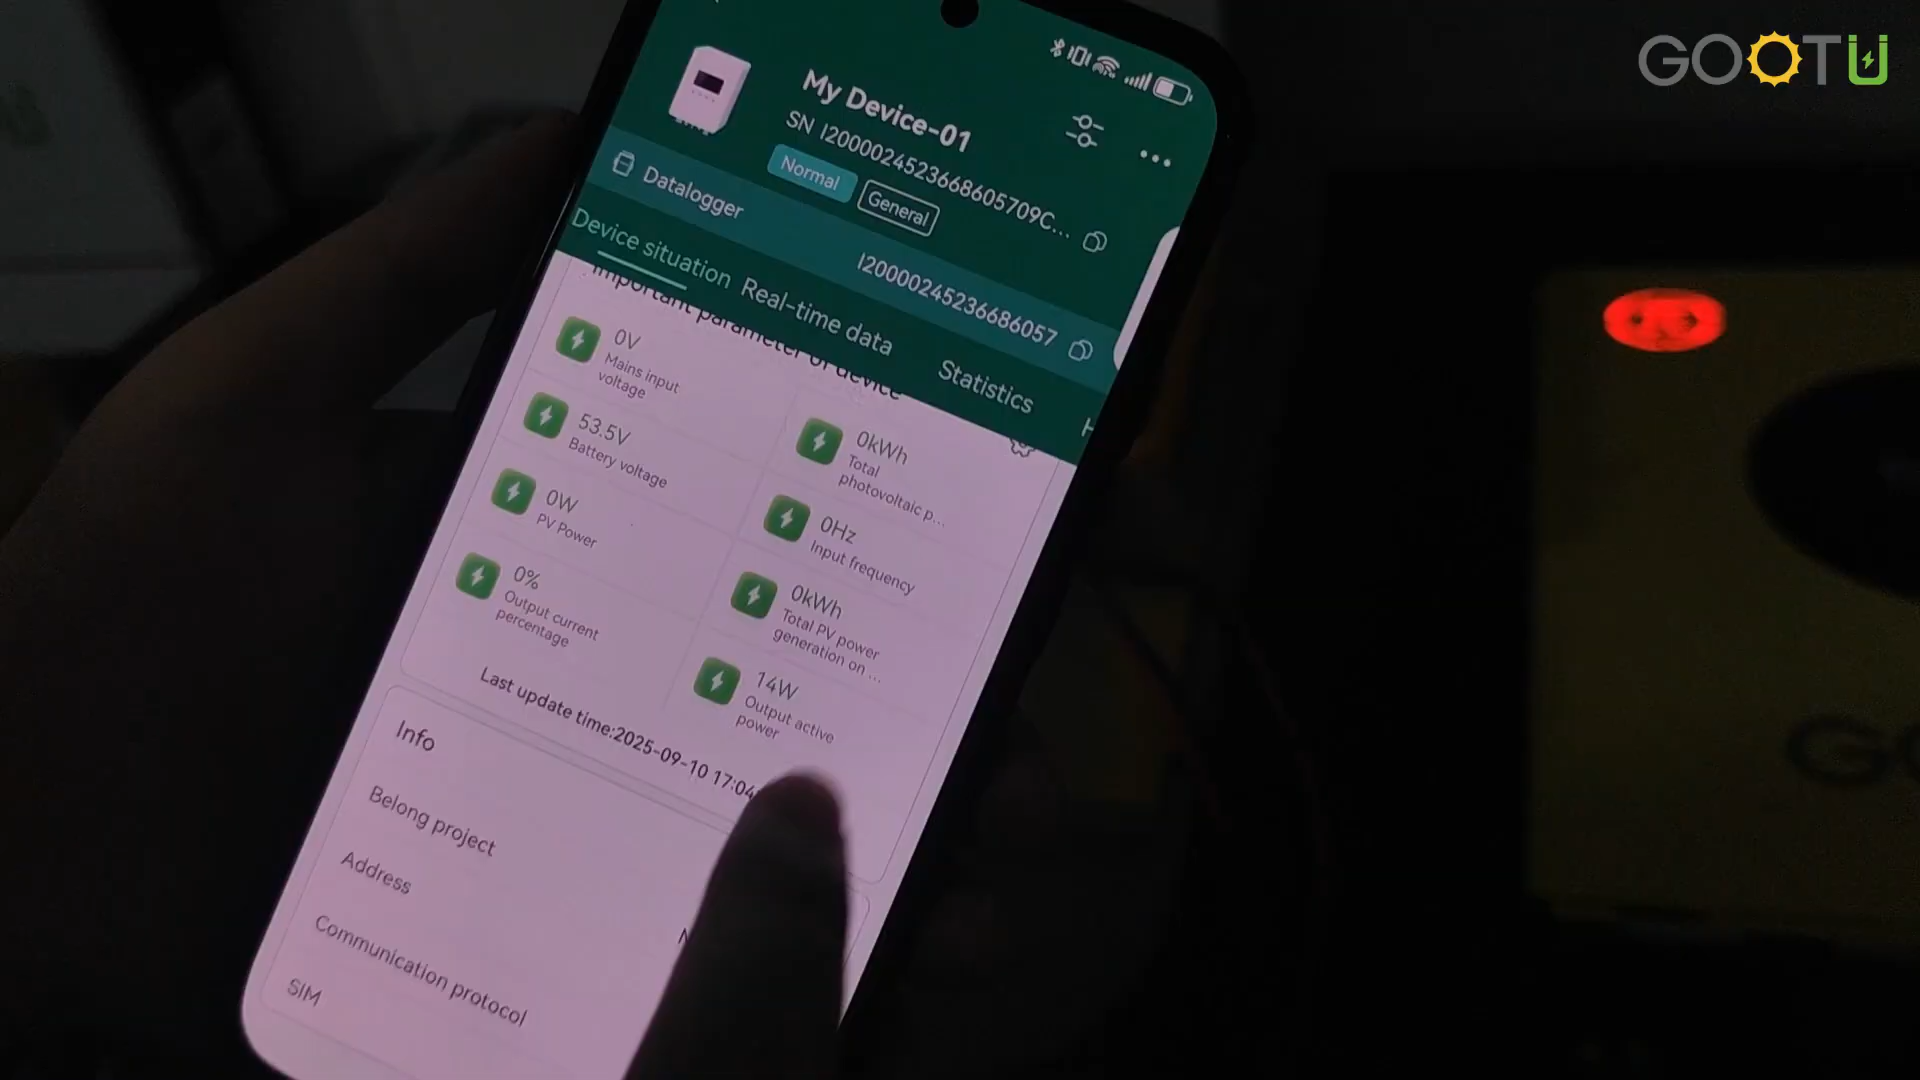 GOOTU
My Device-01
SN I2000024523668605709C...
Normal
General
Datalogger
I20000245236686057
Device situation
Real-time data
Statistics
Important parameter of device
0V
Mains input
voltage
0kWh
Total
photovoltaic p...
53.5V
Battery voltage
0Hz
Input frequency
0W
PV Power
0kWh
Total PV power
generation on ...
0%
Output current
percentage
14W
Output active
power
Last update time:2025-09-10 17:04
Info
Belong project
Address
Communication protocol
SIM